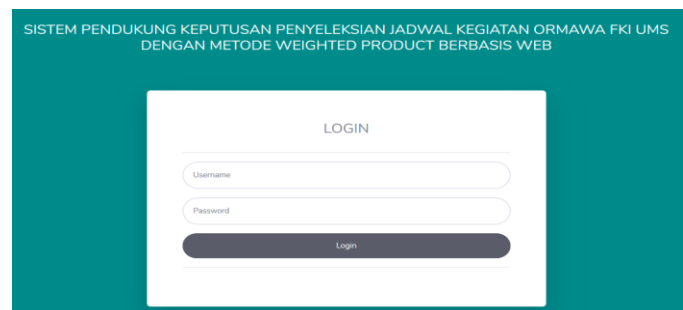 SISTEM PENDUKUNG KEPUTUSAN PENYELEKSIAN JADWAL KEGIATAN ORMAWA FKI UMS
DENGAN METODE WEIGHTED PRODUCT BERBASIS WEB
LOGIN
Username
Password
Login